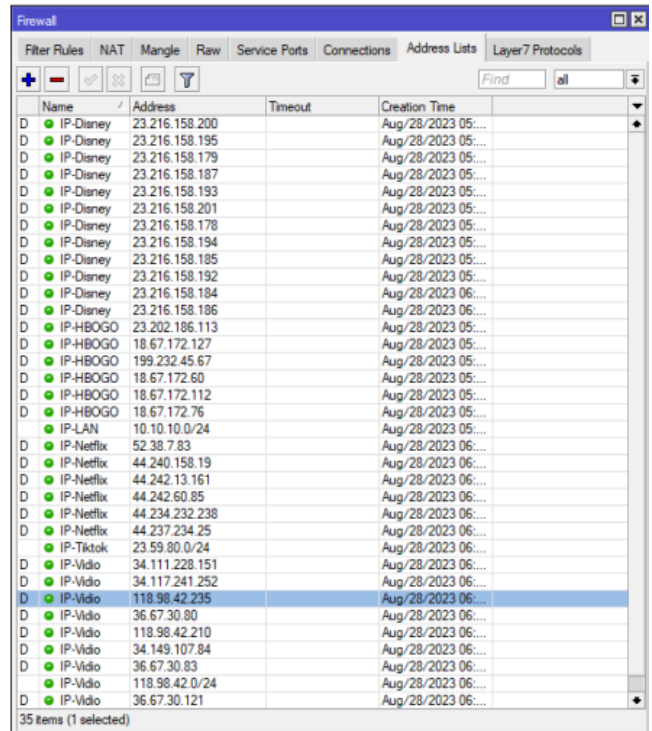 Firewall
Filter Rules NAT Mangle Raw Service Ports Connections Address Lists Layer7 Protocols
Find all
Name Address Timeout Creation Time
D IP-Disney 23.216.158.200 Aug/28/2023 05:...
D IP-Disney 23.216.158.195 Aug/28/2023 05:...
D IP-Disney 23.216.158.179 Aug/28/2023 05:...
D IP-Disney 23.216.158.187 Aug/28/2023 05:...
D IP-Disney 23.216.158.193 Aug/28/2023 05:...
D IP-Disney 23.216.158.201 Aug/28/2023 05:...
D IP-Disney 23.216.158.178 Aug/28/2023 05:...
D IP-Disney 23.216.158.194 Aug/28/2023 05:...
D IP-Disney 23.216.158.185 Aug/28/2023 05:...
D IP-Disney 23.216.158.192 Aug/28/2023 05:...
D IP-Disney 23.216.158.184 Aug/28/2023 06:...
D IP-Disney 23.216.158.186 Aug/28/2023 06:...
D IP-HBOGO 23.202.186.113 Aug/28/2023 05:...
D IP-HBOGO 18.67.172.127 Aug/28/2023 05:...
D IP-HBOGO 199.232.45.67 Aug/28/2023 05:...
D IP-HBOGO 18.67.172.60 Aug/28/2023 05:...
D IP-HBOGO 18.67.172.112 Aug/28/2023 05:...
D IP-HBOGO 18.67.172.76 Aug/28/2023 05:...
IP-LAN 10.10.10.0/24 Aug/28/2023 05:...
D IP-Netflix 52.38.7.83 Aug/28/2023 06:...
D IP-Netflix 44.240.158.19 Aug/28/2023 06:...
D IP-Netflix 44.242.13.161 Aug/28/2023 06:...
D IP-Netflix 44.242.60.85 Aug/28/2023 06:...
D IP-Netflix 44.234.232.238 Aug/28/2023 06:...
D IP-Netflix 44.237.234.25 Aug/28/2023 06:...
IP-Tiktok 23.59.80.0/24 Aug/28/2023 06:...
D IP-Vidio 34.111.228.151 Aug/28/2023 06:...
D IP-Vidio 34.117.241.252 Aug/28/2023 06:...
D IP-Vidio 118.98.42.235 Aug/28/2023 06:...
D IP-Vidio 36.67.30.80 Aug/28/2023 06:...
D IP-Vidio 118.98.42.210 Aug/28/2023 06:...
D IP-Vidio 34.149.107.84 Aug/28/2023 06:...
D IP-Vidio 36.67.30.83 Aug/28/2023 06:...
IP-Vidio 118.98.42.0/24 Aug/28/2023 06:...
D IP-Vidio 36.67.30.121 Aug/28/2023 06:...
35 items (1 selected)